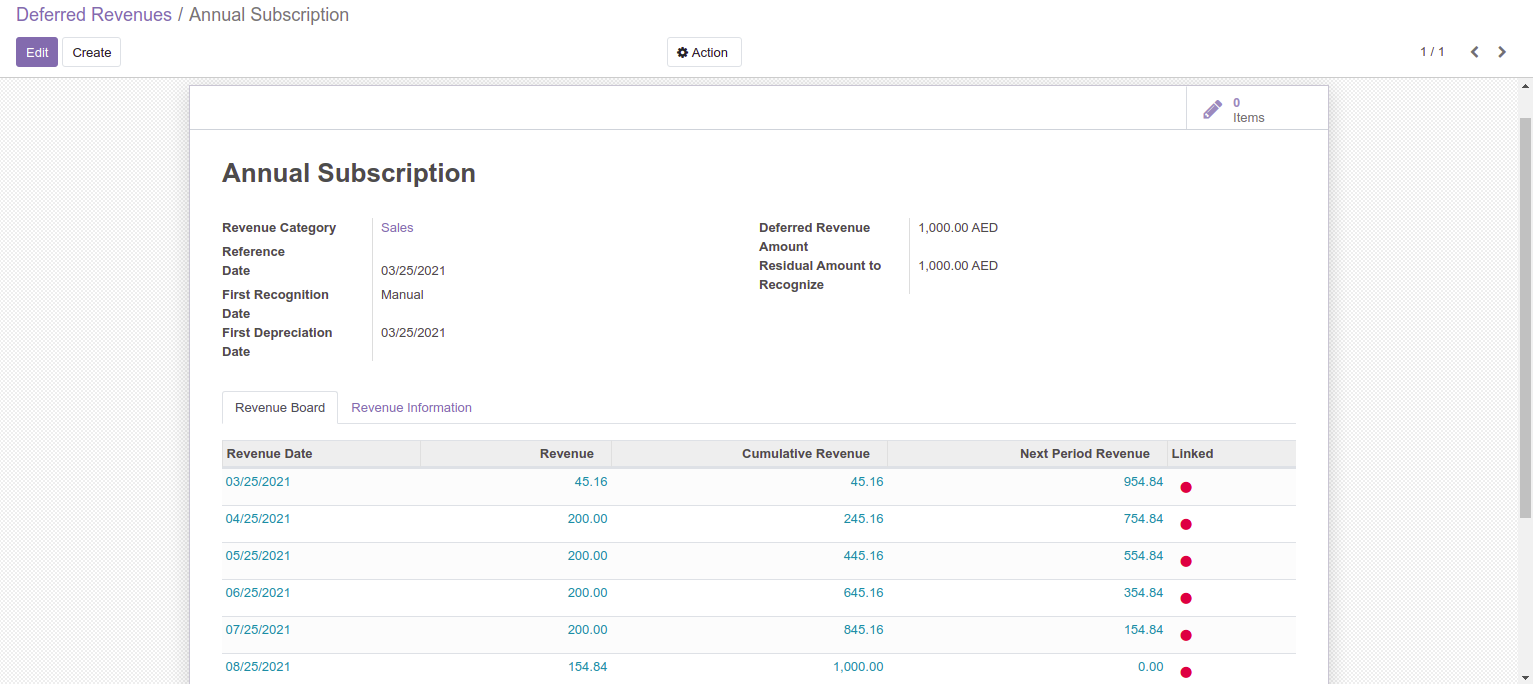 Deferred Revenues / Annual Subscription
Edit Create Action 1 / 1
0
Items
Annual Subscription
Revenue Category Sales
Reference
Date 03/25/2021
First Recognition Date Manual
First Depreciation Date 03/25/2021
Deferred Revenue Amount 1,000.00 AED
Residual Amount to Recognize 1,000.00 AED
Revenue Board Revenue Information
Revenue Date Revenue Cumulative Revenue Next Period Revenue Linked
03/25/2021 45.16 45.16 954.84
04/25/2021 200.00 245.16 754.84
05/25/2021 200.00 445.16 554.84
06/25/2021 200.00 645.16 354.84
07/25/2021 200.00 845.16 154.84
08/25/2021 154.84 1,000.00 0.00